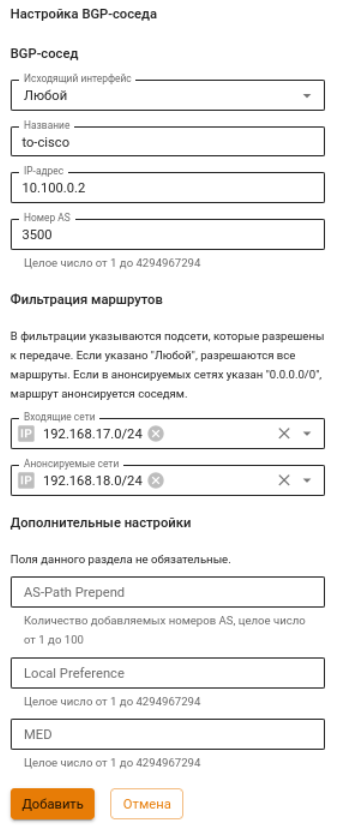 Настройка BGP-соседа
BGP-сосед
Исходящий интерфейс
Любой
Название
to-cisco
IP-адрес
10.100.0.2
Номер AS
3500
Целое число от 1 до 4294967294
Фильтрация маршрутов
В фильтрации указываются подсети, которые разрешены
к передаче. Если указано "Любой", разрешаются все
маршруты. Если в анонсируемых сетях указан "0.0.0.0/0",
маршрут анонсируется соседям.
Входящие сети
IP 192.168.17.0/24
Анонсируемые сети
IP 192.168.18.0/24
Дополнительные настройки
Поля данного раздела не обязательные.
AS-Path Prepend
Количество добавляемых номеров AS, целое число
от 1 до 100
Local Preference
Целое число от 1 до 4294967294
MED
Целое число от 1 до 4294967294
Добавить Отмена